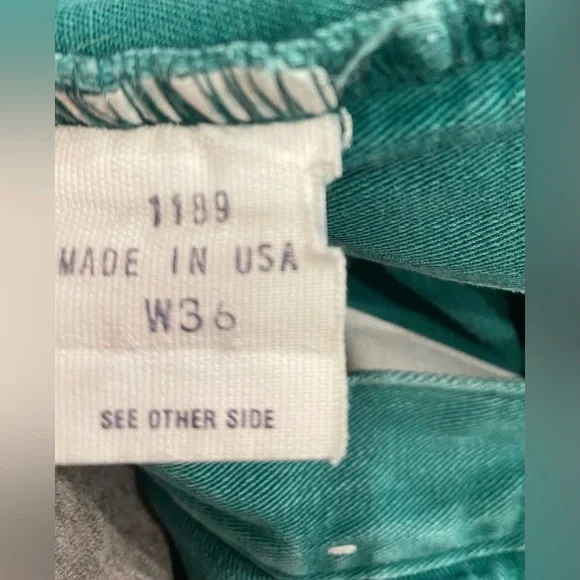 1189
MADE IN USA
W36
SEE OTHER SIDE